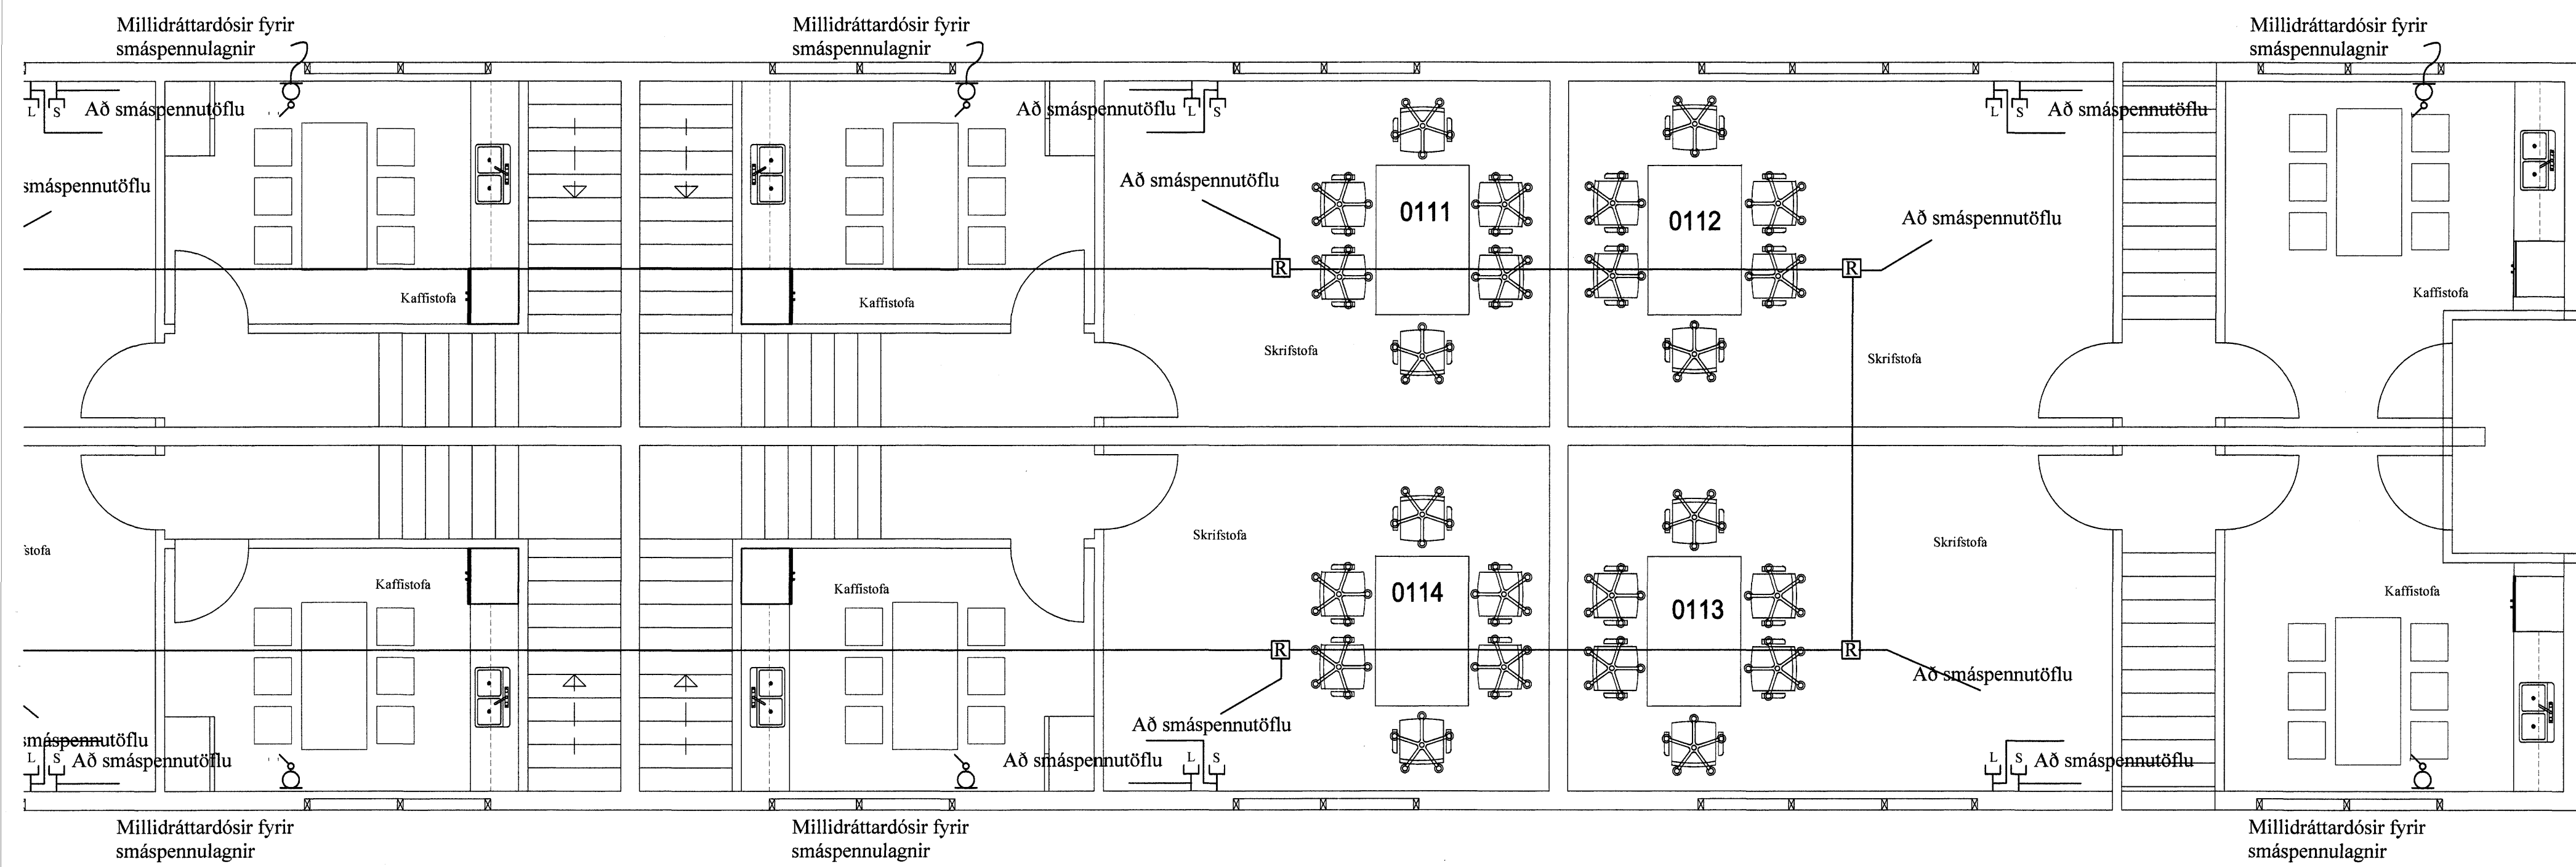 Millidráttardósir fyrir
smáspennulagnir
Millidráttardósir fyrir
smáspennulagnir
Millidráttardósir fyrir
smáspennulagnir
L S Að smáspennutöflu
Að smáspennutöflu L S
L S Að smáspennutöflu
smáspennutöflu
Að smáspennutöflu
0111
0112
Að smáspennutöflu
R
R
Kaffistofa
Kaffistofa
Kaffistofa
Skrifstofa
Skrifstofa
Skrifstofa
Skrifstofa
stofa
Kaffistofa
Kaffistofa
Kaffistofa
0114
0113
R
R
Að smáspennutöflu
Að smáspennutöflu
smáspennutöflu
L S Að smáspennutöflu
Að smáspennutöflu L S
L S Að smáspennutöflu
Millidráttardósir fyrir
smáspennulagnir
Millidráttardósir fyrir
smáspennulagnir
Millidráttardósir fyrir
smáspennulagnir